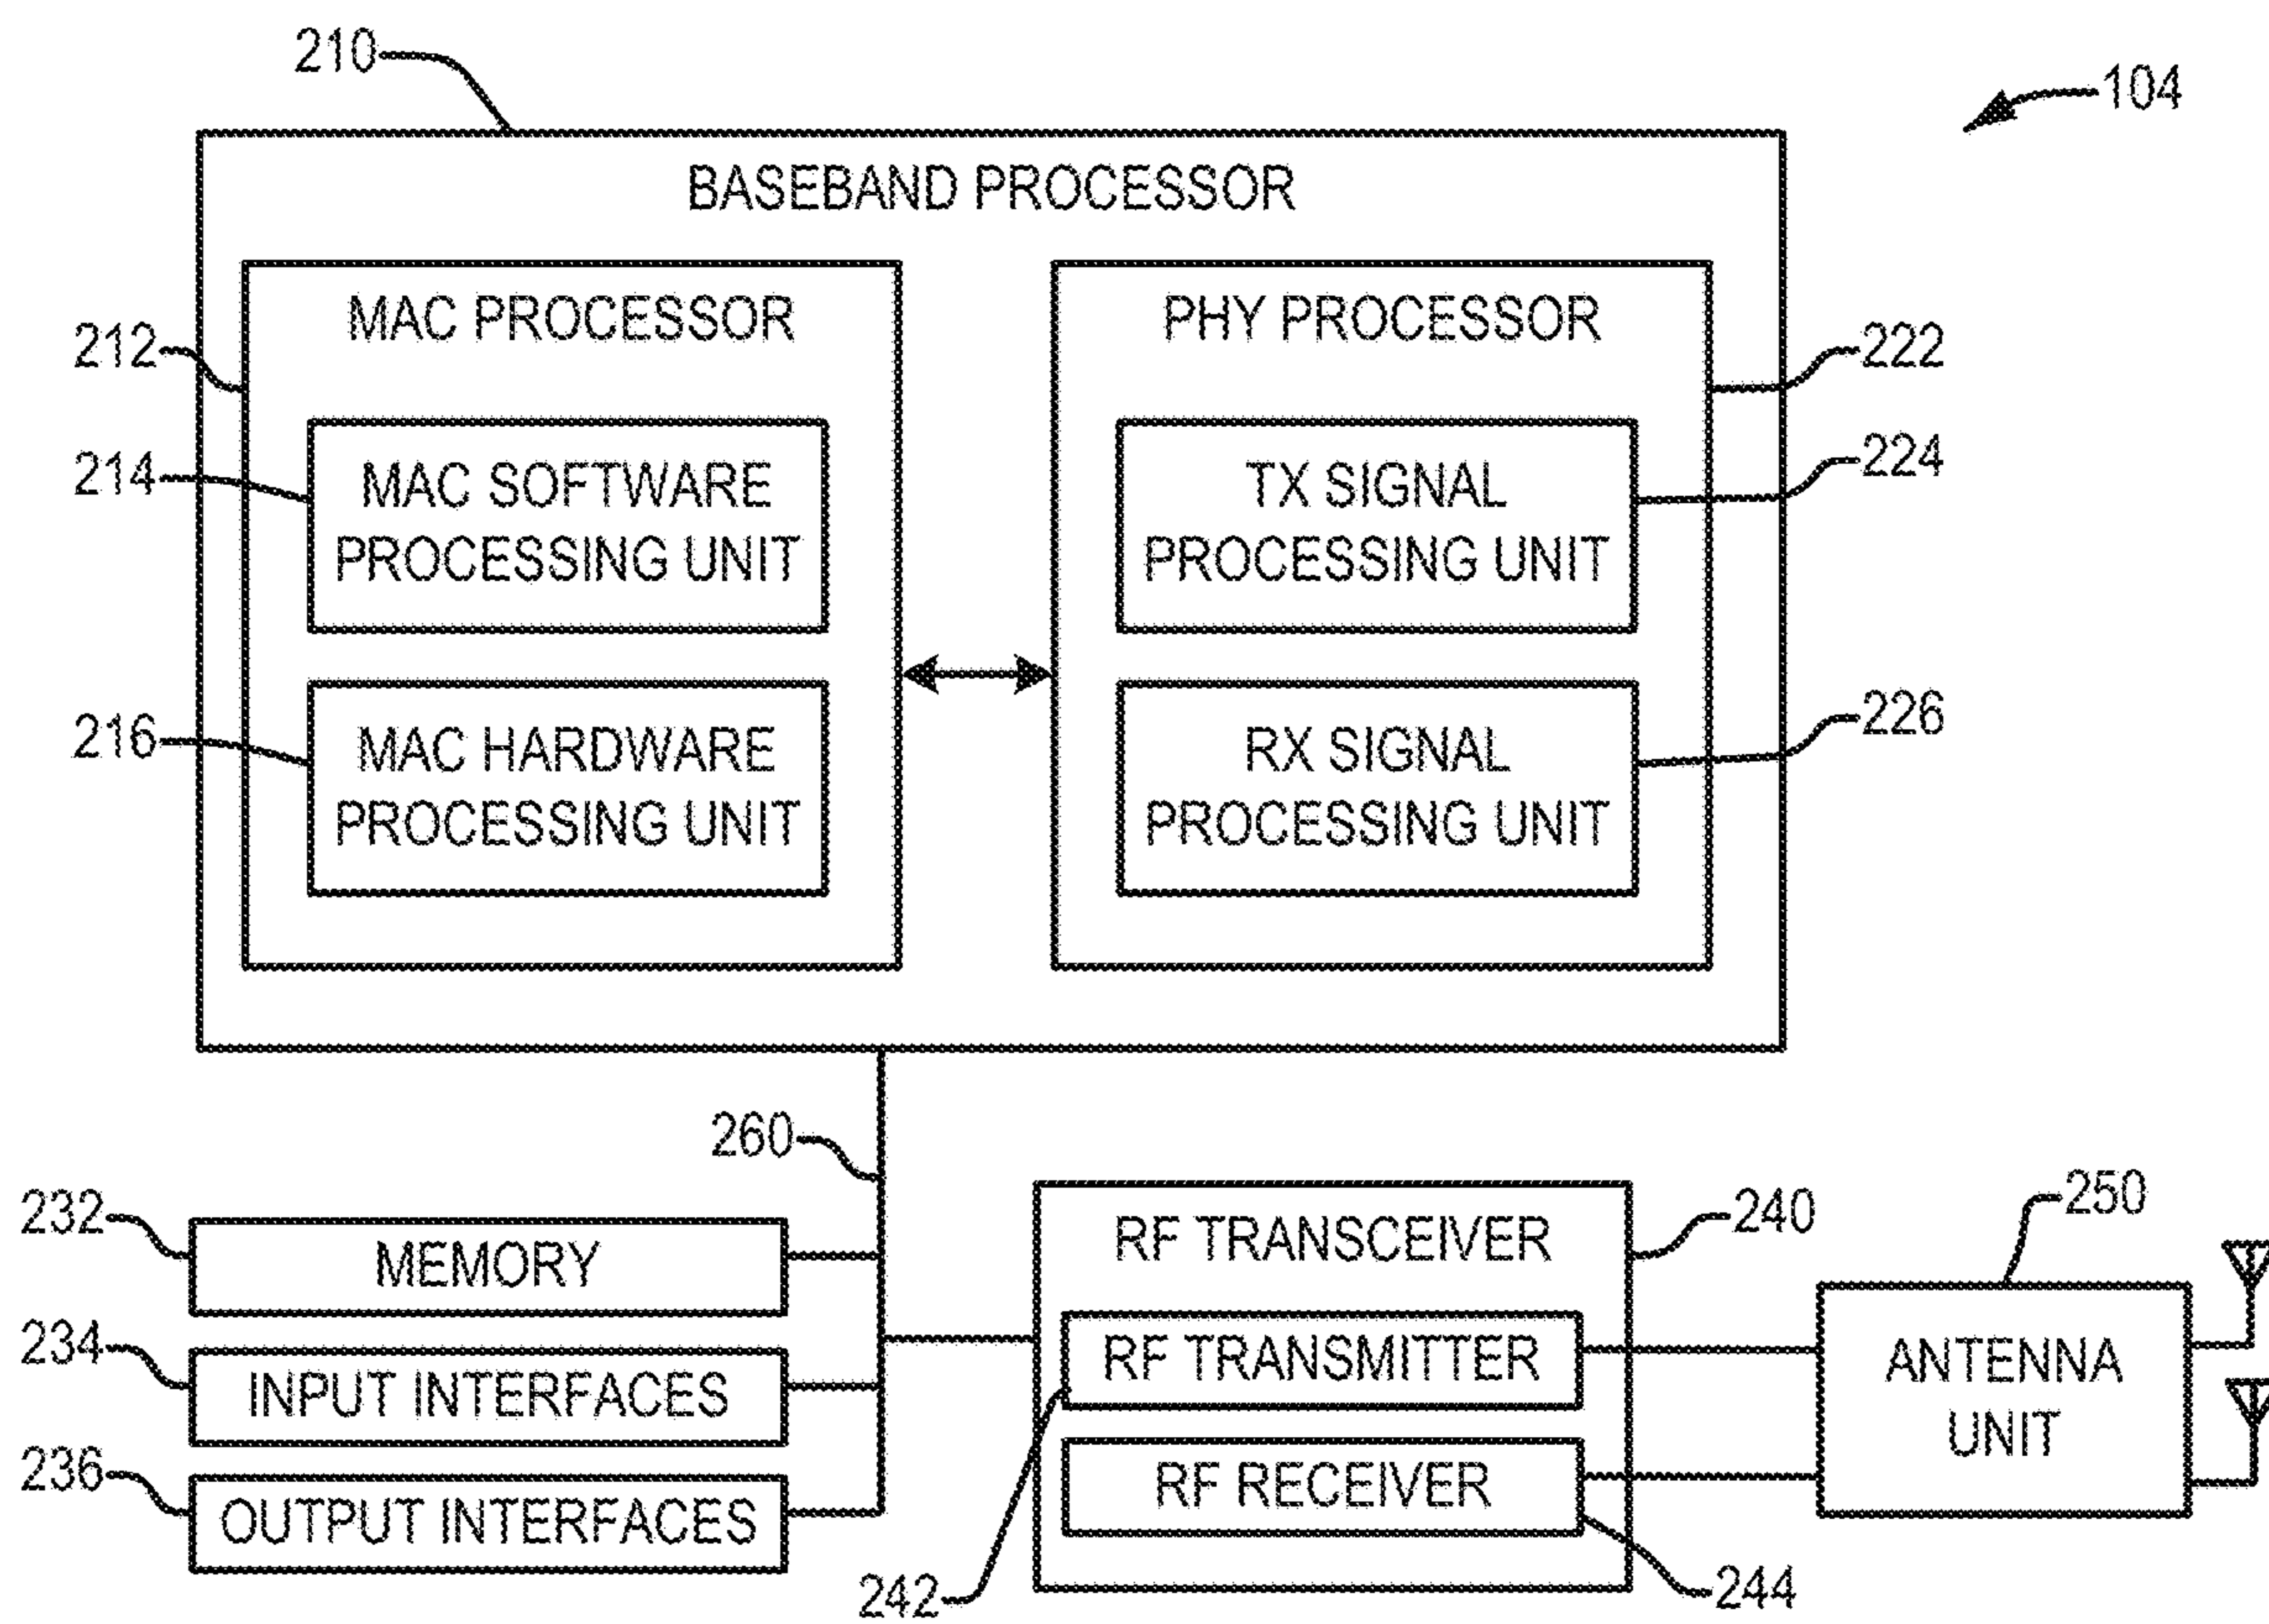 210
104
BASEBAND PROCESSOR
MAC PROCESSOR
PHY PROCESSOR
212
222
214
MAC SOFTWARE
PROCESSING UNIT
TX SIGNAL
PROCESSING UNIT
224
216
MAC HARDWARE
PROCESSING UNIT
RX SIGNAL
PROCESSING UNIT
226
260
232
MEMORY
234
INPUT INTERFACES
236
OUTPUT INTERFACES
RF TRANSCEIVER
240
RF TRANSMITTER
RF RECEIVER
242
244
250
ANTENNA
UNIT